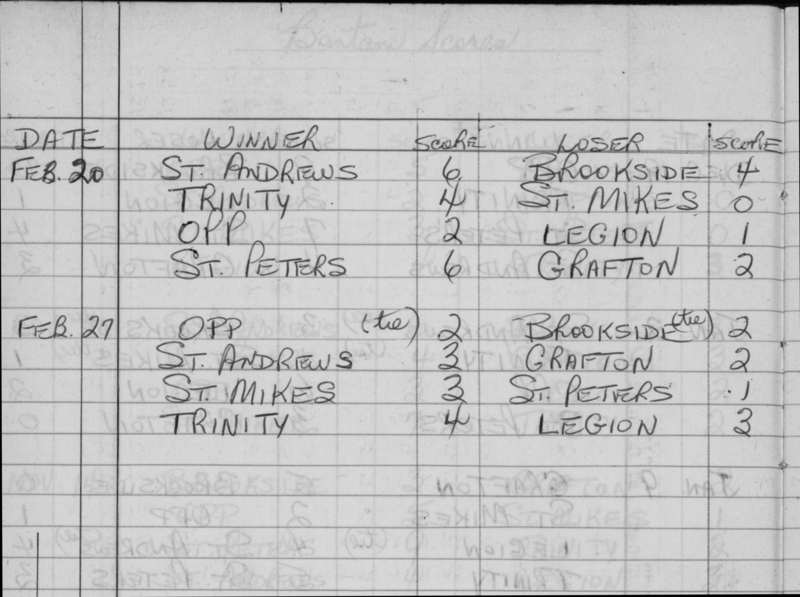 Bantam Scores
DATE WINNER SCORE LOSER SCORE
FEB. 20 ST. ANDREWS 6 BROOKSIDE 4
TRINITY 4 ST. MIKES 0
OPP 2 LEGION 1
ST. PETERS 6 GRAFTON 2
FEB. 27 OPP (tie) 2 BROOKSIDE (tie) 2
ST. ANDREWS 3 GRAFTON 2
ST. MIKES 3 ST. PETERS 1
TRINITY 4 LEGION 3